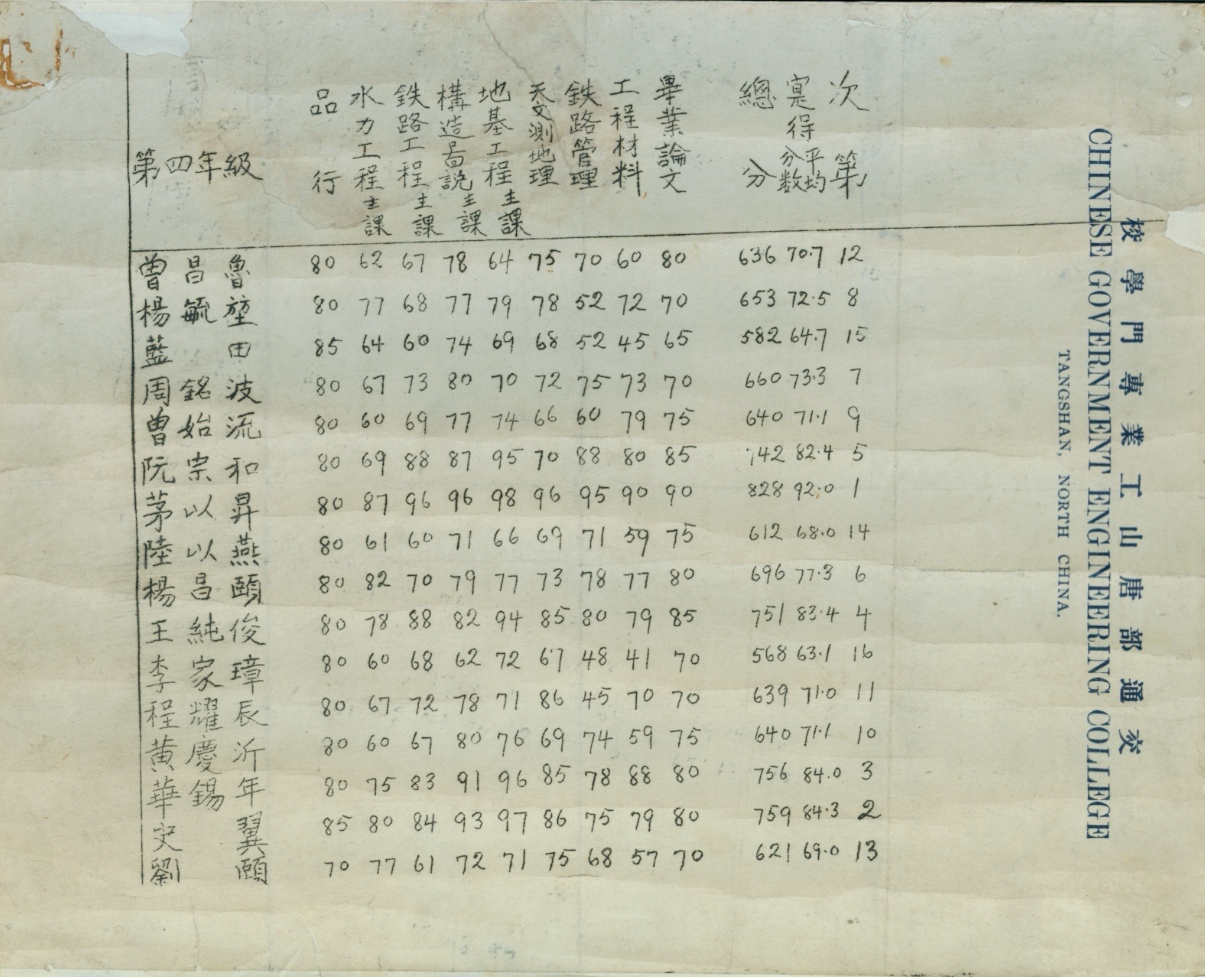 第四年級 品行 水力工程主課 鉄路工程主課 構造啚説主課 地基工程主課 天文測地理 鉄路管理 工程材料 畢業論文 總分 寔得平均分数 次第
曾昌魯 80 62 67 78 64 75 70 60 80 636 70.7 12
楊毓堃 80 77 68 77 79 78 52 72 70 653 72.5 8
藍田 85 64 60 74 69 68 52 45 65 582 64.7 15
周銘波 80 67 73 80 70 72 75 73 70 660 73.3 7
曾始流 80 60 69 77 74 66 60 79 75 640 71.1 9
阮宗和 80 69 88 87 95 70 88 80 85 742 82.4 5
茅以昇 80 87 96 96 98 96 95 90 90 828 92.0 1
陸以燕 80 61 60 71 66 69 71 59 75 612 68.0 14
楊昌頤 80 82 70 79 77 73 78 77 80 696 77.3 6
王純俊 80 78 88 82 94 85 80 79 85 751 83.4 4
李家璋 80 60 68 62 72 67 48 41 70 568 63.1 16
程耀辰 80 67 72 78 71 86 45 70 70 639 71.0 11
黄慶沂 80 60 67 80 76 69 74 59 75 640 71.1 10
華錫年 80 75 83 91 96 85 78 88 80 756 84.0 3
史翼 85 80 84 93 97 86 75 79 80 759 84.3 2
劉頤 70 77 61 72 71 75 68 57 70 621 69.0 13
校學門專業工山唐部通交
CHINESE GOVERNMENT ENGINEERING COLLEGE
TANGSHAN, NORTH CHINA.